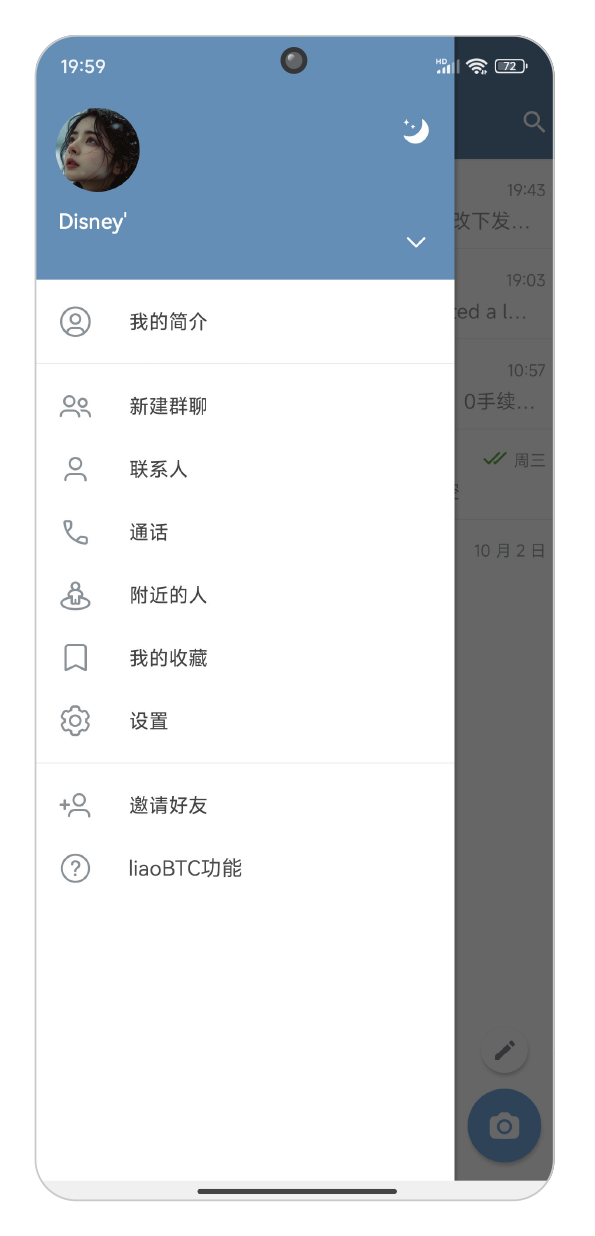 19:59
HD
72
Disney'
19:43
改下发...
我的简介
19:03
ted a l...
10:57
0手续...
新建群聊
周三
联系人
通话
10 月 2 日
附近的人
我的收藏
设置
邀请好友
liaoBTC功能